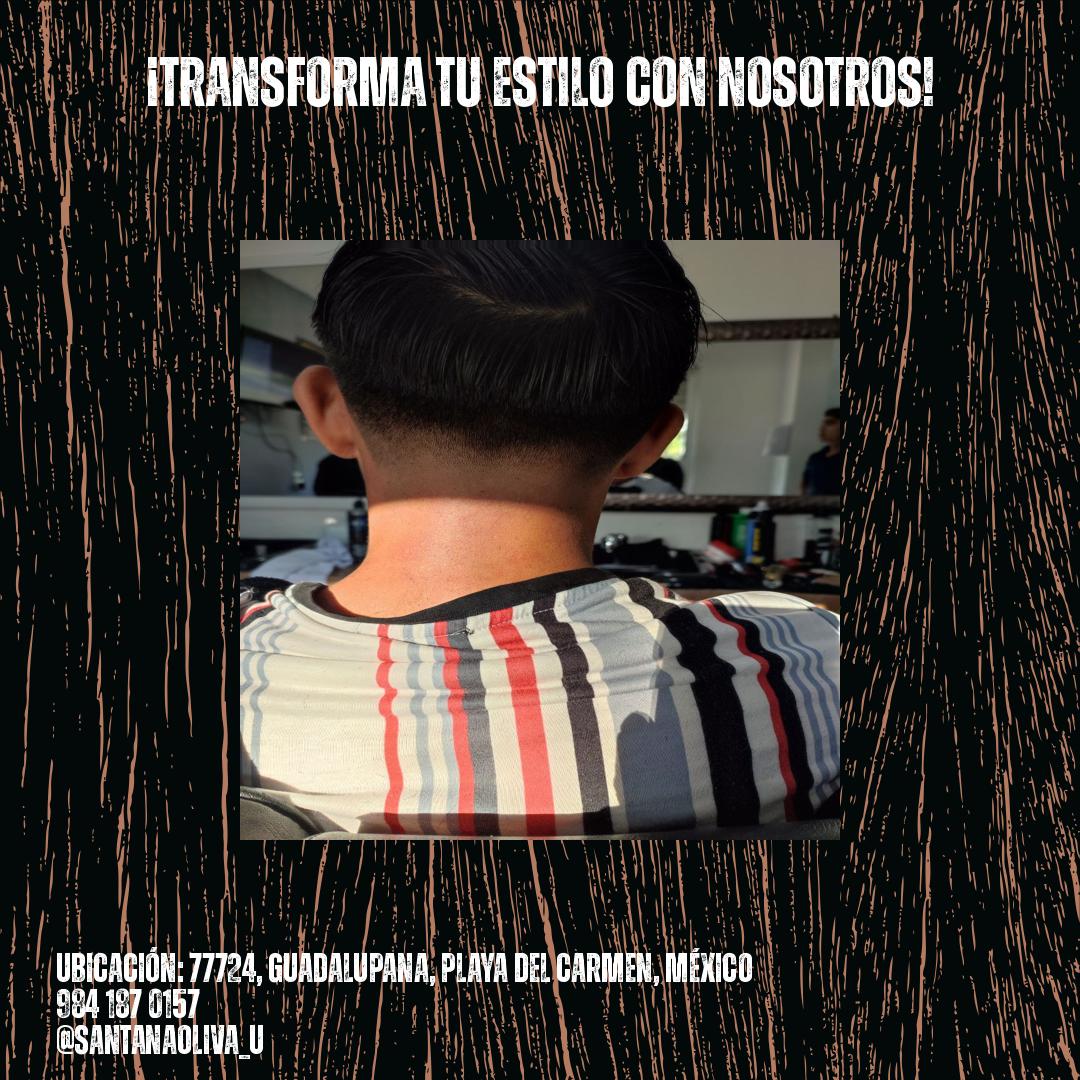 ¡TRANSFORMA TU ESTILO CON NOSOTROS!
UBICACIÓN: 77724, GUADALUPANA, PLAYA DEL CARMEN, MÉXICO
984 187 0157
@SANTANAOLIVA_U